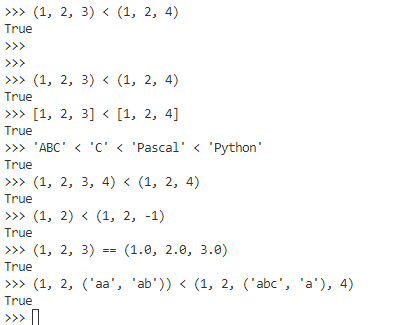 >>> (1, 2, 3) < (1, 2, 4)
True
>>>
>>>
>>> (1, 2, 3) < (1, 2, 4)
True
>>> [1, 2, 3] < [1, 2, 4]
True
>>> 'ABC' < 'C' < 'Pascal' < 'Python'
True
>>> (1, 2, 3, 4) < (1, 2, 4)
True
>>> (1, 2) < (1, 2, -1)
True
>>> (1, 2, 3) == (1.0, 2.0, 3.0)
True
>>> (1, 2, ('aa', 'ab')) < (1, 2, ('abc', 'a'), 4)
True
>>>